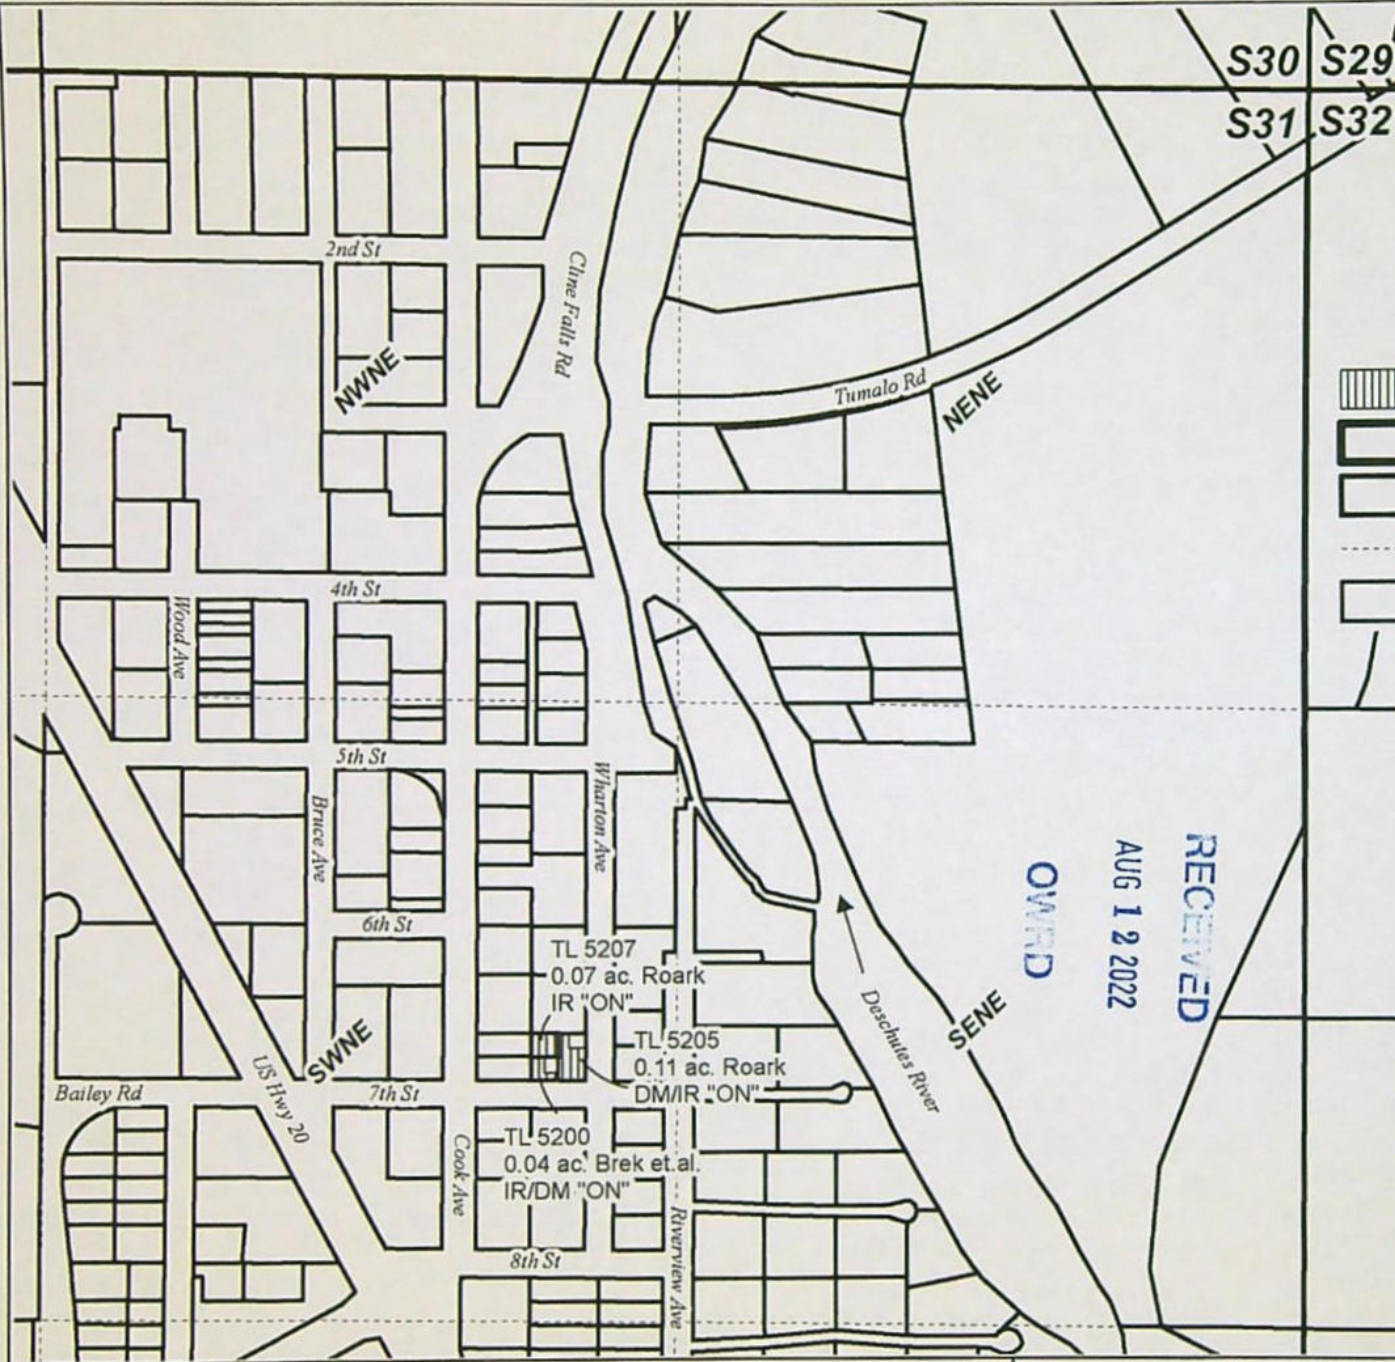 S30
S29
S31
S32
2nd St
Cline Falls Rd
NWNE
Tumalo Rd
NENE
4th St
Wood Ave
5th St
Bruce Ave
Wharton Ave
RECEIVED
AUG 12 2022
OWRD
6th St
TL 5207
0.07 ac. Roark
IR "ON"
Deschutes River
SENE
SWNE
TL 5205
0.11 ac. Roark
DM/IR "ON"
US Hwy 20
Bailey Rd
7th St
TL 5200
0.04 ac. Brek et.al.
IR/DM "ON"
Cook Ave
Riverview Ave
8th St